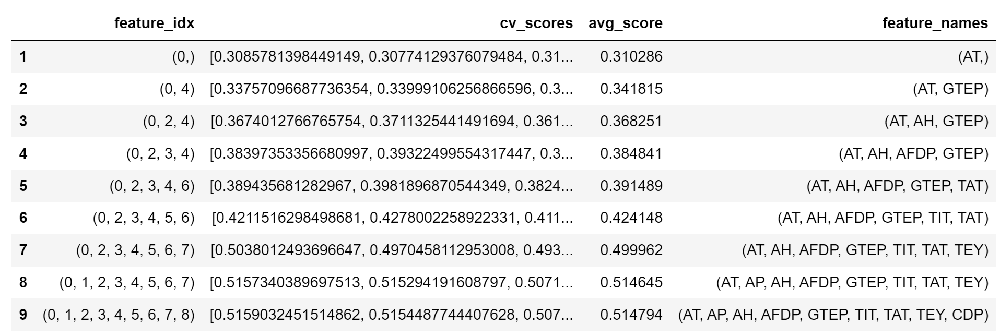 feature_idx cv_scores avg_score feature_names
1 (0,) [0.3085781398449149, 0.30774129376079484, 0.31... 0.310286 (AT,)
2 (0, 4) [0.33757096687736354, 0.33999106256866596, 0.3... 0.341815 (AT, GTEP)
3 (0, 2, 4) [0.3674012766765754, 0.3711325441491694, 0.361... 0.368251 (AT, AH, GTEP)
4 (0, 2, 3, 4) [0.38397353356680997, 0.39322499554317447, 0.3... 0.384841 (AT, AH, AFDP, GTEP)
5 (0, 2, 3, 4, 6) [0.389435681282967, 0.3981896870544349, 0.3824... 0.391489 (AT, AH, AFDP, GTEP, TAT)
6 (0, 2, 3, 4, 5, 6) [0.4211516298498681, 0.4278002258922331, 0.411... 0.424148 (AT, AH, AFDP, GTEP, TIT, TAT)
7 (0, 2, 3, 4, 5, 6, 7) [0.5038012493696647, 0.4970458112953008, 0.493... 0.499962 (AT, AH, AFDP, GTEP, TIT, TAT, TEY)
8 (0, 1, 2, 3, 4, 5, 6, 7) [0.5157340389697513, 0.515294191608797, 0.5071... 0.514645 (AT, AP, AH, AFDP, GTEP, TIT, TAT, TEY)
9 (0, 1, 2, 3, 4, 5, 6, 7, 8) [0.5159032451514862, 0.5154487744407628, 0.507... 0.514794 (AT, AP, AH, AFDP, GTEP, TIT, TAT, TEY, CDP)